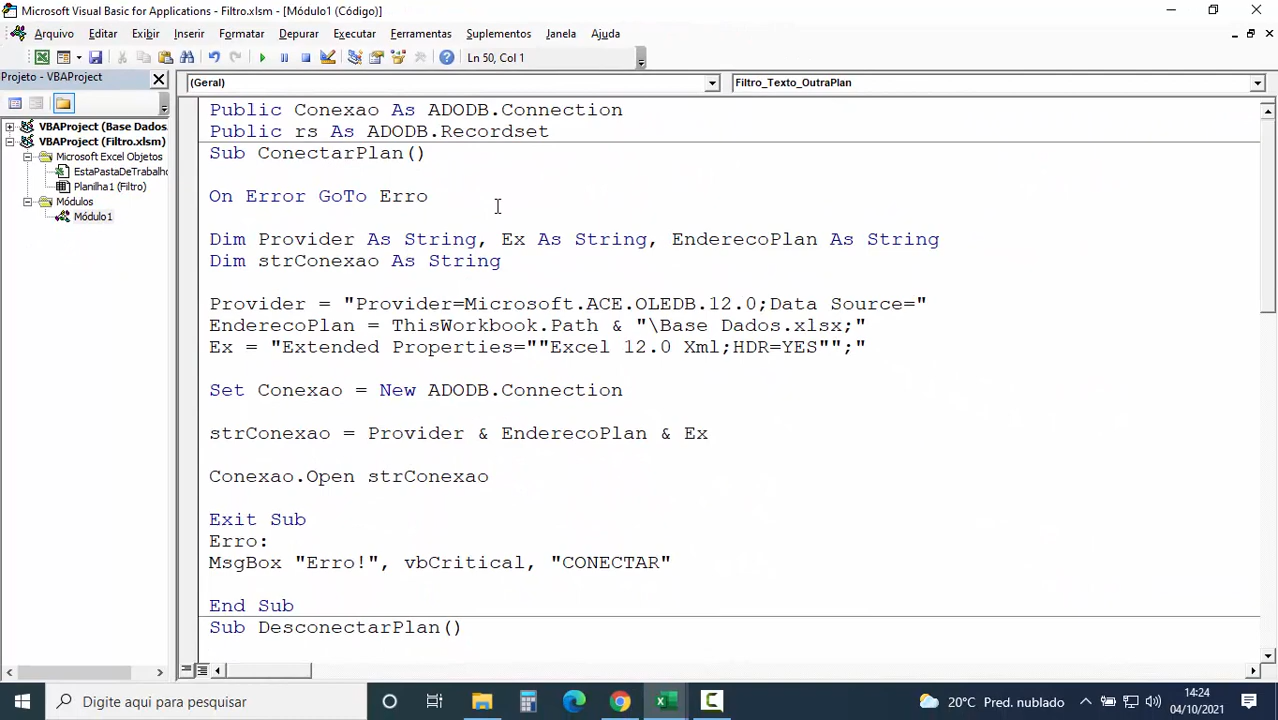 Microsoft Visual Basic for Applications - Filtro.xlsm - [Módulo1 (Código)]
Arquivo Editar Exibir Inserir Formatar Depurar Executar Ferramentas Suplementos Janela Ajuda
Ln 50, Col 1
Projeto - VBAProject
(Geral)
Filtro_Texto_OutraPlan
VBAProject (Base Dados.
VBAProject (Filtro.xlsm)
Microsoft Excel Objetos
EstaPastaDeTrabalho
Planilha1 (Filtro)
Módulos
Módulo1
Public Conexao As ADODB.Connection
Public rs As ADODB.Recordset
Sub ConectarPlan()
On Error GoTo Erro
Dim Provider As String, Ex As String, EnderecoPlan As String
Dim strConexao As String
Provider = "Provider=Microsoft.ACE.OLEDB.12.0;Data Source="
EnderecoPlan = ThisWorkbook.Path & "\Base Dados.xlsx;"
Ex = "Extended Properties=""Excel 12.0 Xml;HDR=YES"";"
Set Conexao = New ADODB.Connection
strConexao = Provider & EnderecoPlan & Ex
Conexao.Open strConexao
Exit Sub
Erro:
MsgBox "Erro!", vbCritical, "CONECTAR"
End Sub
Sub DesconectarPlan()
Digite aqui para pesquisar
20°C Pred. nublado
14:24
04/10/2021